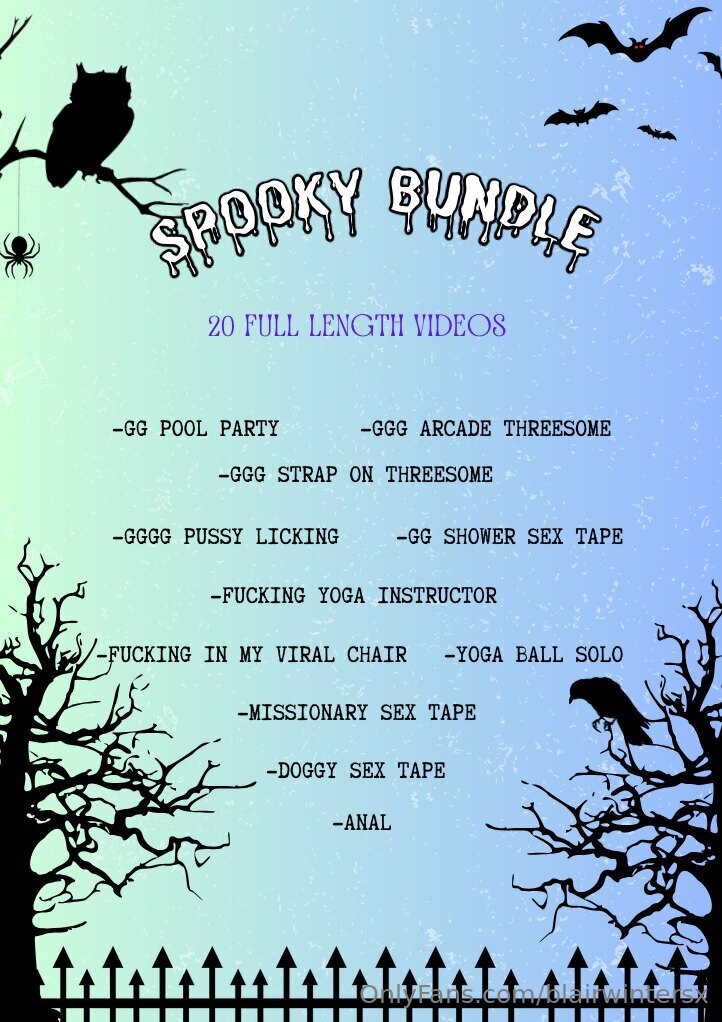 SPOOKY BUNDLE
20 FULL LENGTH VIDEOS
-GG POOL PARTY -GGG ARCADE THREESOME
-GGG STRAP ON THREESOME
-GGGG PUSSY LICKING -GG SHOWER SEX TAPE
-FUCKING YOGA INSTRUCTOR
-FUCKING IN MY VIRAL CHAIR -YOGA BALL SOLO
-MISSIONARY SEX TAPE
-DOGGY SEX TAPE
-ANAL
OnlyFans.com/blairwintersx